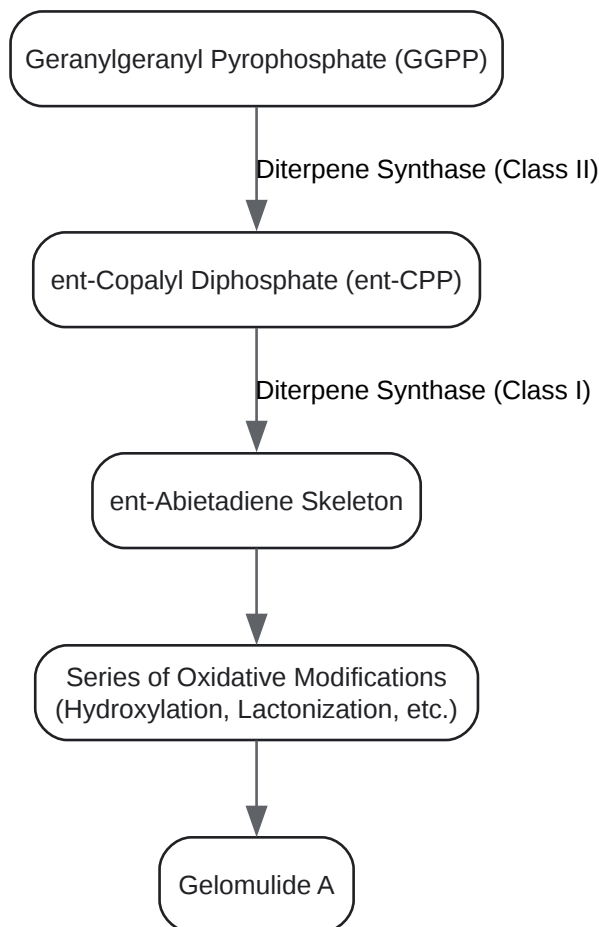 Geranylgeranyl Pyrophosphate (GGPP)
Diterpene Synthase (Class II)
ent-Copalyl Diphosphate (ent-CPP)
Diterpene Synthase (Class I)
ent-Abietadiene Skeleton
Series of Oxidative Modifications
(Hydroxylation, Lactonization, etc.)
Gelomulide A